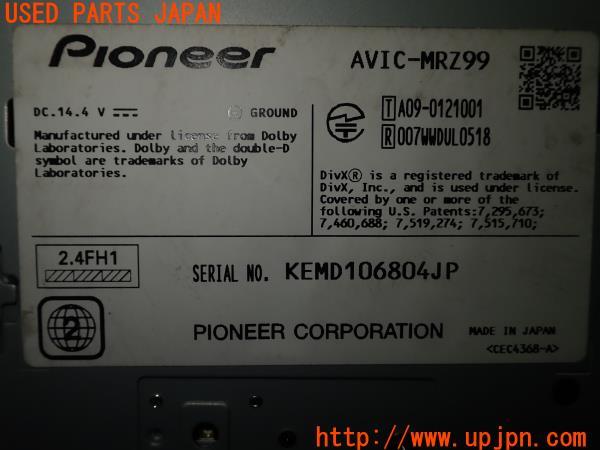 USED PARTS JAPAN
Pioneer
AVIC-MRZ99
DC.14.4 V
GROUND
T A09-0121001
R 007WWDUL0518
Manufactured under license from Dolby
Laboratories. Dolby and the double-D
symbol are trademarks of Dolby
Laboratories.
DivX® is a registered trademark of
DivX, Inc., and is used under license.
Covered by one or more of the
following U.S. Patents:7,295,673;
7,460,688; 7,519,274; 7,515,710;
2.4FH1
SERIAL NO. KEMD106804JP
2
PIONEER CORPORATION
MADE IN JAPAN
<CEC4368-A>
UPJ http://www.upjpn.com